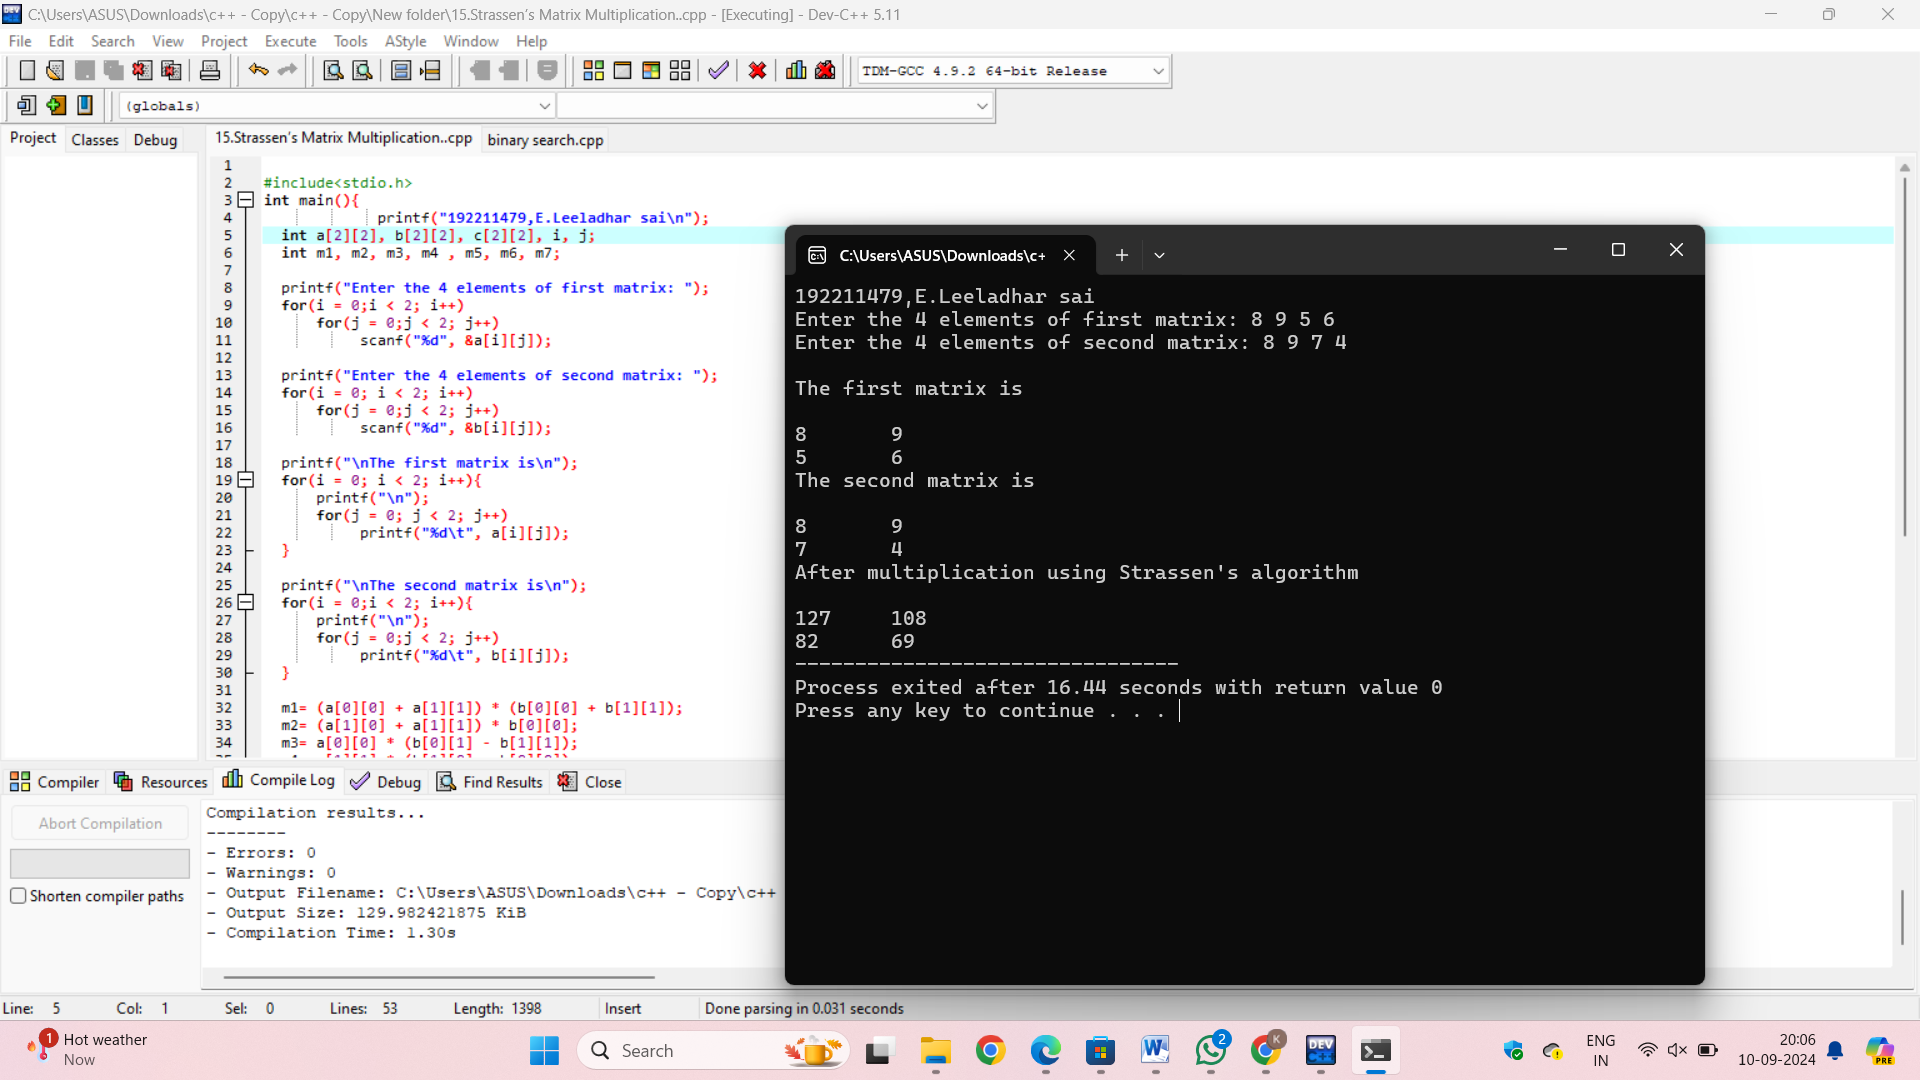 C:\Users\ASUS\Downloads\c++ - Copy\c++ - Copy\New folder\15.Strassen's Matrix Multiplication..cpp - [Executing] - Dev-C++ 5.11
File Edit Search View Project Execute Tools AStyle Window Help
TDM-GCC 4.9.2 64-bit Release
(globals)
Project Classes Debug
15.Strassen's Matrix Multiplication..cpp binary search.cpp
1
2 #include<stdio.h>
3 int main(){
4 printf("192211479,E.Leeladhar sai\n");
5 int a[2][2], b[2][2], c[2][2], i, j;
6 int m1, m2, m3, m4 , m5, m6, m7;
7
8 printf("Enter the 4 elements of first matrix: ");
9 for(i = 0;i < 2; i++)
10 for(j = 0;j < 2; j++)
11 scanf("%d", &a[i][j]);
12
13 printf("Enter the 4 elements of second matrix: ");
14 for(i = 0; i < 2; i++)
15 for(j = 0;j < 2; j++)
16 scanf("%d", &b[i][j]);
17
18 printf("\nThe first matrix is\n");
19 for(i = 0; i < 2; i++){
20 printf("\n");
21 for(j = 0; j < 2; j++)
22 printf("%d\t", a[i][j]);
23 }
24
25 printf("\nThe second matrix is\n");
26 for(i = 0;i < 2; i++){
27 printf("\n");
28 for(j = 0;j < 2; j++)
29 printf("%d\t", b[i][j]);
30 }
31
32 m1= (a[0][0] + a[1][1]) * (b[0][0] + b[1][1]);
33 m2= (a[1][0] + a[1][1]) * b[0][0];
34 m3= a[0][0] * (b[0][1] - b[1][1]);
C:\Users\ASUS\Downloads\c+
192211479,E.Leeladhar sai
Enter the 4 elements of first matrix: 8 9 5 6
Enter the 4 elements of second matrix: 8 9 7 4
The first matrix is
8 9
5 6
The second matrix is
8 9
7 4
After multiplication using Strassen's algorithm
127 108
82 69
--------------------------------
Process exited after 16.44 seconds with return value 0
Press any key to continue . . .
Compiler Resources Compile Log Debug Find Results Close
Abort Compilation
Shorten compiler paths
Compilation results...
--------
- Errors: 0
- Warnings: 0
- Output Filename: C:\Users\ASUS\Downloads\c++ - Copy\c++
- Output Size: 129.982421875 KiB
- Compilation Time: 1.30s
Line: 5 Col: 1 Sel: 0 Lines: 53 Length: 1398 Insert Done parsing in 0.031 seconds
1
Hot weather
Now
Search
2
K
DEV
ENG
IN
20:06
10-09-2024
PRE